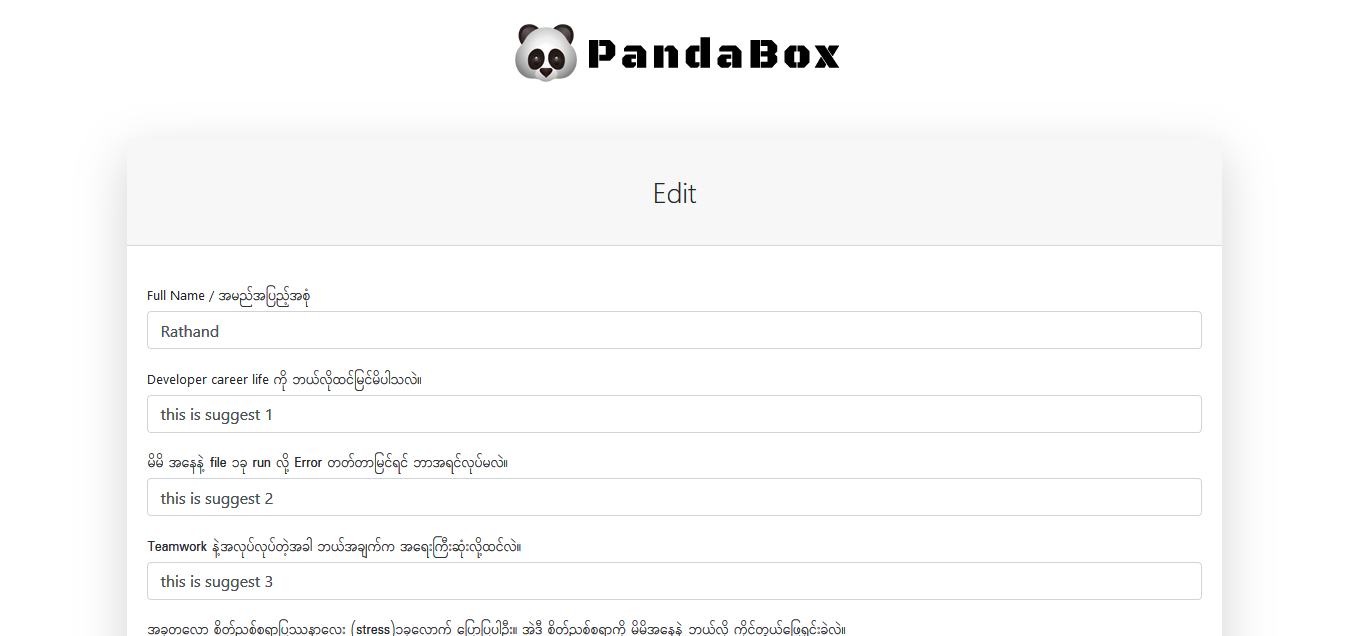 PandaBox
Edit
Full Name / အမည်အပြည့်အစုံ
Rathand
Developer career life ကို ဘယ်လိုထင်မြင်မိပါသလဲ။
this is suggest 1
မိမိ အနေနဲ့ file ၁ခု run လို့ Error တတ်တာမြင်ရင် ဘာအရင်လုပ်မလဲ။
this is suggest 2
Teamwork နဲ့အလုပ်လုပ်တဲ့အခါ ဘယ်အချက်က အရေးကြီးဆုံးလို့ထင်လဲ။
this is suggest 3
အခုတလော စိတ်ညစ်စရာပြဿနာလေး (stress)၁ခုလောက် ပြောပြပါဦး။ အဲဒီ စိတ်ညစ်စရာကို မိမိအနေနဲ့ ဘယ်လို ကိုင်တွယ်ဖြေရှင်းခဲ့လဲ။